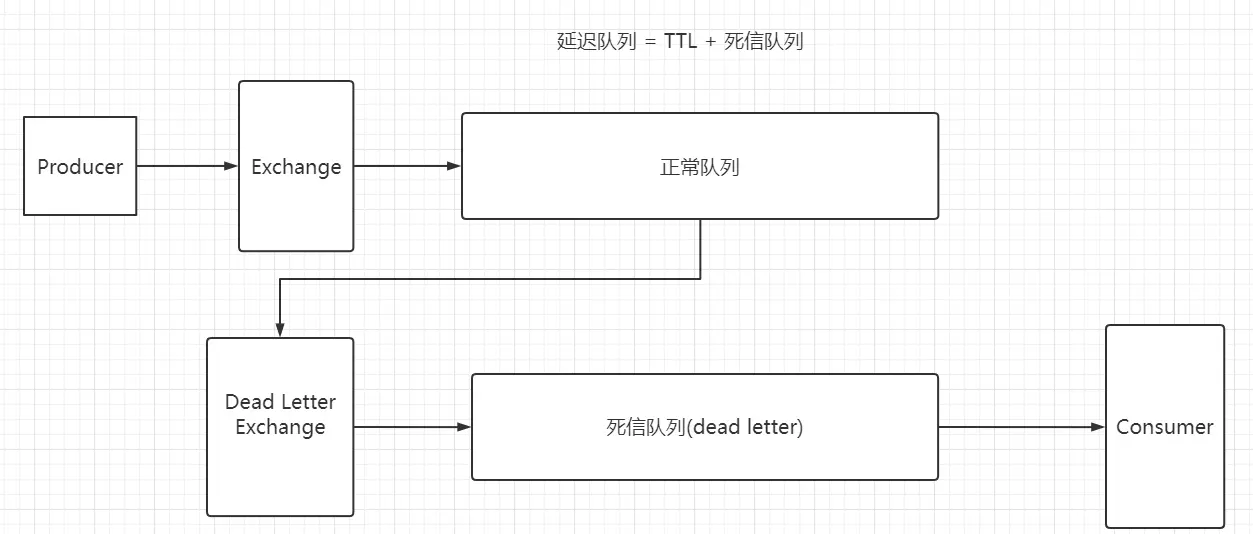 延迟队列 = TTL + 死信队列
Producer
Exchange
正常队列
Dead Letter
Exchange
死信队列(dead letter)
Consumer